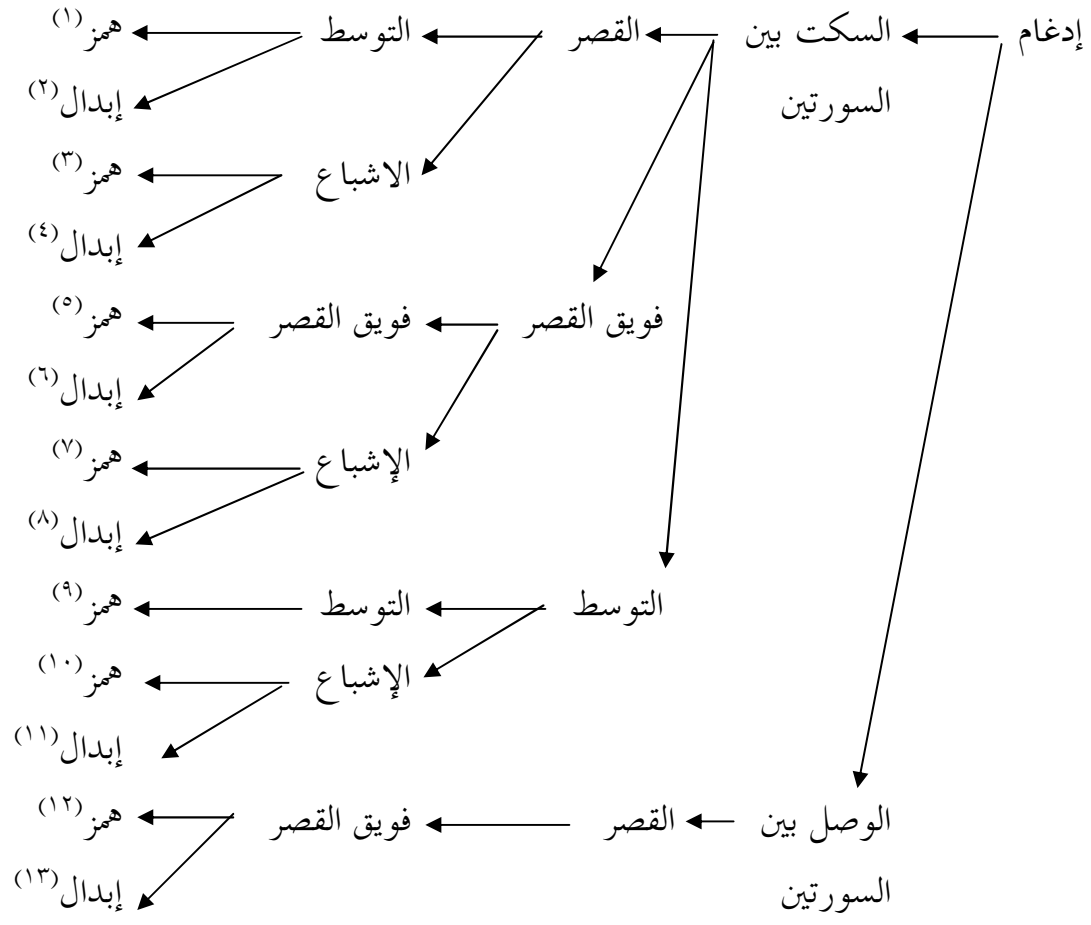 إدغام السكت بين القصر التوسط همز(١)
السورتين إبدال(٢)
الاشباع همز(٣)
إبدال(٤)
فويق القصر فويق القصر همز(٥)
إبدال(٦)
الإشباع همز(٧)
إبدال(٨)
التوسط التوسط همز(٩)
الإشباع همز(١٠)
إبدال(١١)
الوصل بين القصر فويق القصر همز(١٢)
السورتين إبدال(١٣)